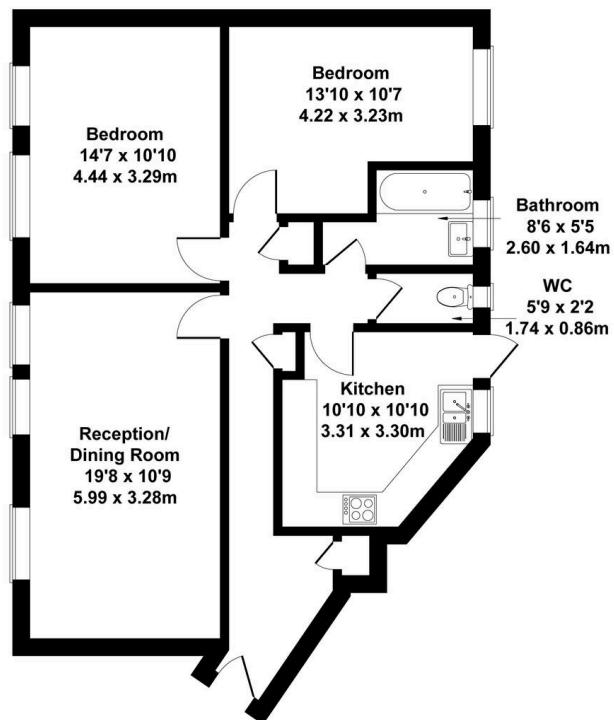 Bedroom
13'10 x 10'7
4.22 x 3.23m
Bedroom
14'7 x 10'10
4.44 x 3.29m
Bathroom
8'6 x 5'5
2.60 x 1.64m
WC
5'9 x 2'2
1.74 x 0.86m
Kitchen
10'10 x 10'10
3.31 x 3.30m
Reception/
Dining Room
19'8 x 10'9
5.99 x 3.28m